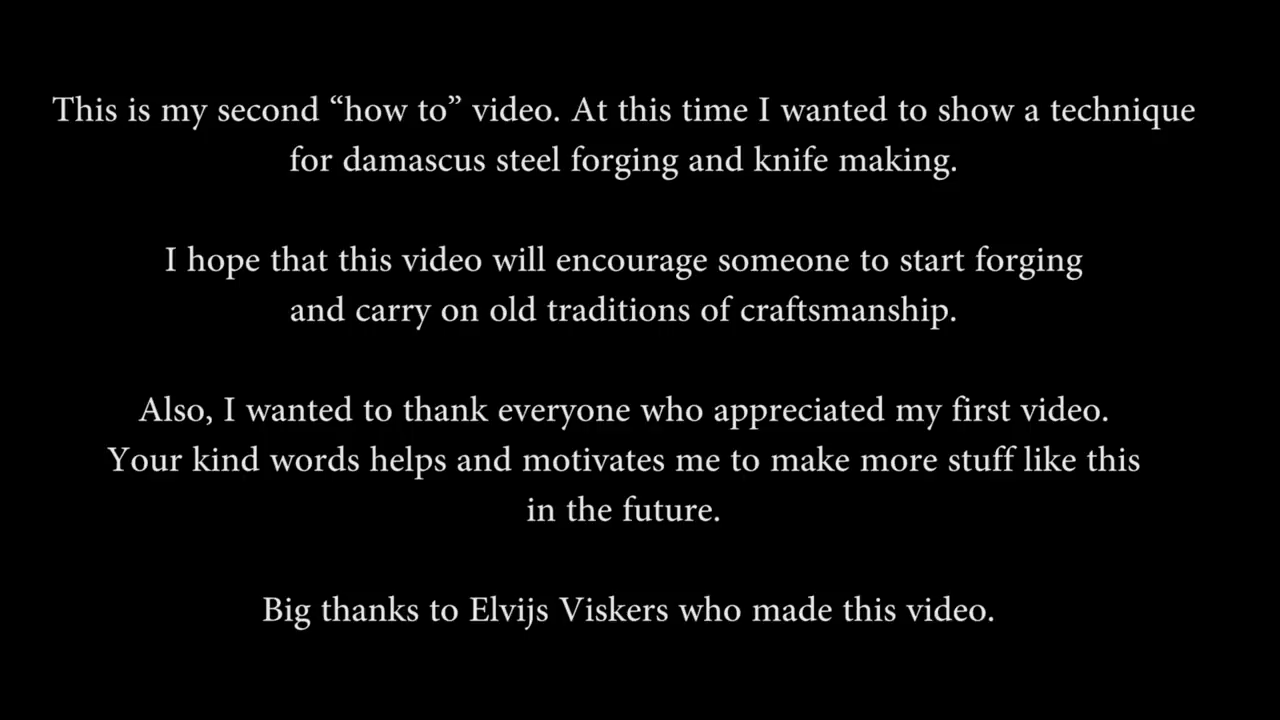 This is my second “how to” video. At this time I wanted to show a technique
for damascus steel forging and knife making.
I hope that this video will encourage someone to start forging
and carry on old traditions of craftsmanship.
Also, I wanted to thank everyone who appreciated my first video.
Your kind words helps and motivates me to make more stuff like this
in the future.
Big thanks to Elvijs Viskers who made this video.